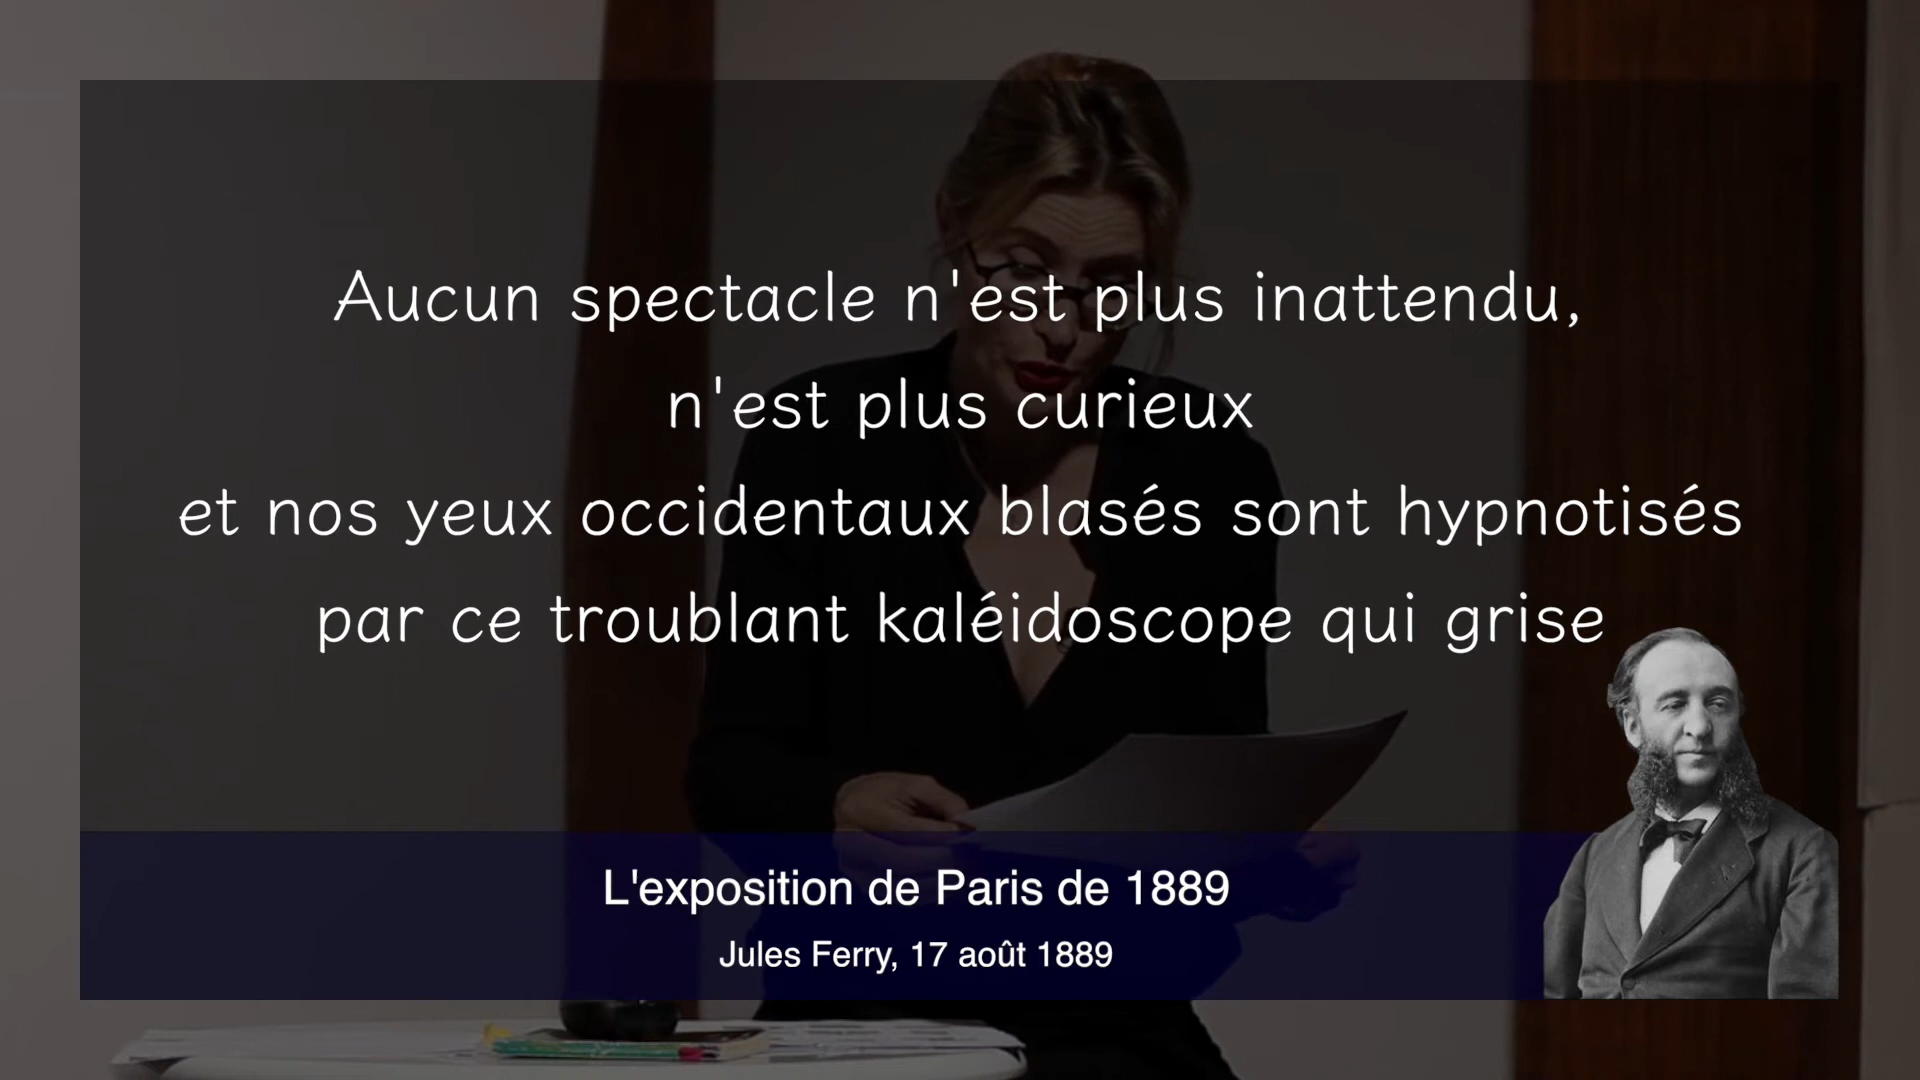 Aucun spectacle n'est plus inattendu,
n'est plus curieux
et nos yeux occidentaux blasés sont hypnotisés
par ce troublant kaléidoscope qui grise
L'exposition de Paris de 1889
Jules Ferry, 17 août 1889